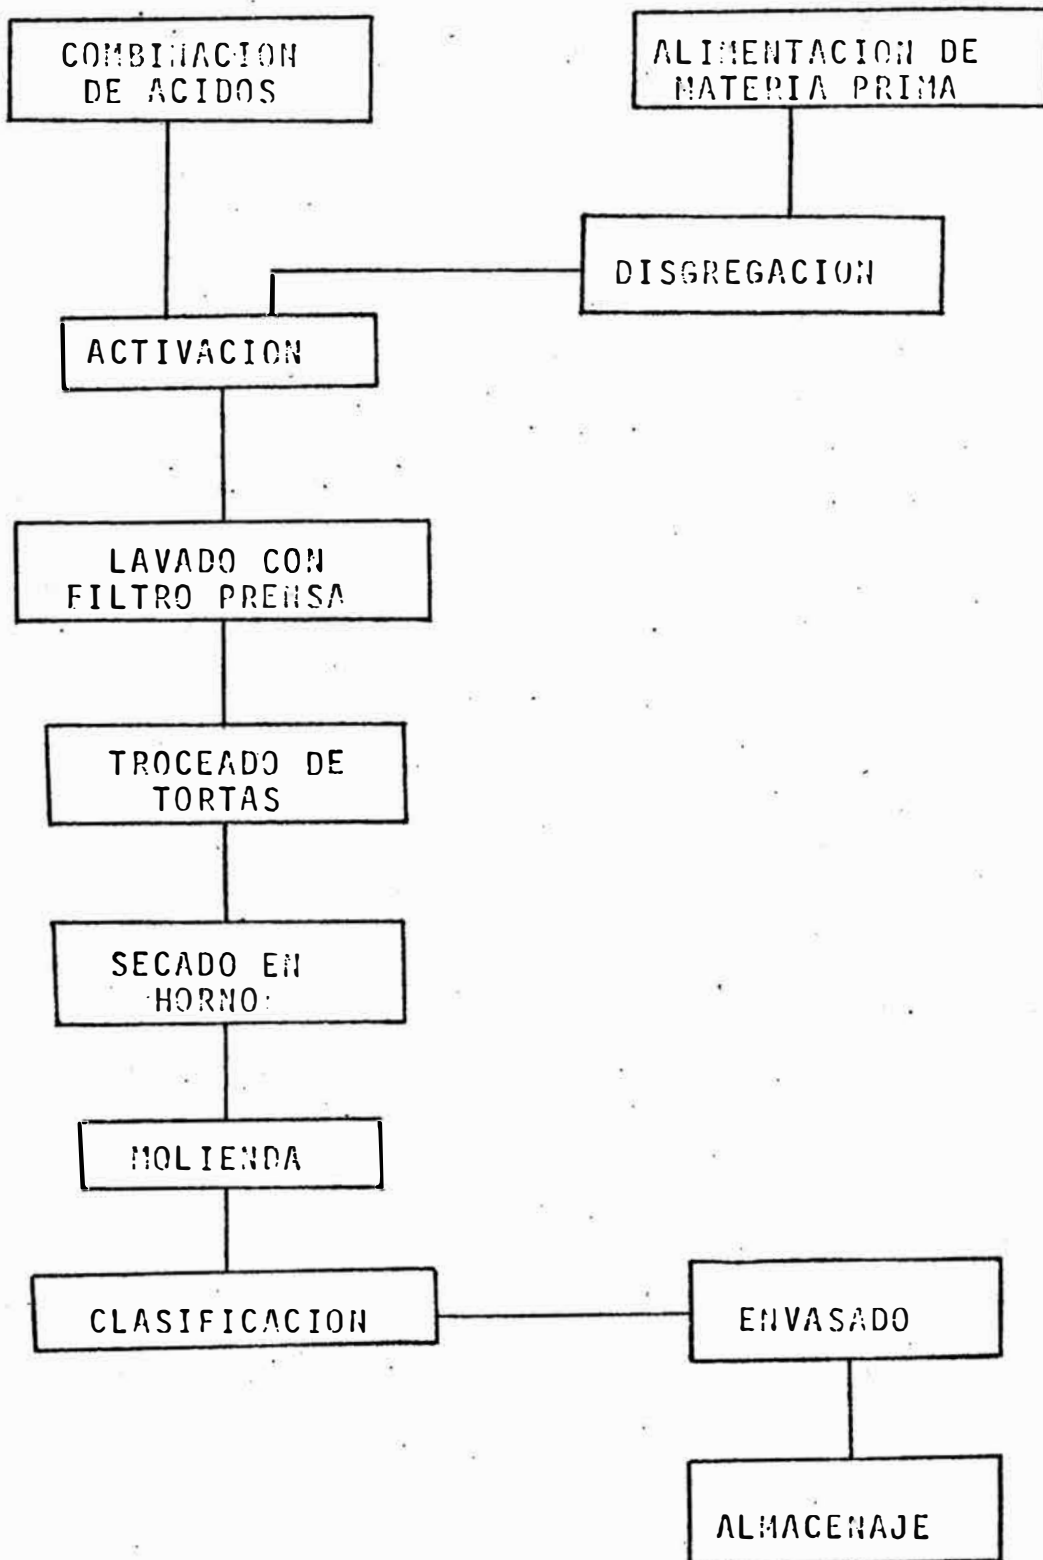 COMBINACION
DE ACIDOS
ALIMENTACION DE
MATERIA PRIMA
DISGREGACION
ACTIVACION
LAVADO CON
FILTRO PRENSA
TROCEADO DE
TORTAS
SECADO EN
HORNO
MOLIENDA
CLASIFICACION
ENVASADO
ALMACENAJE